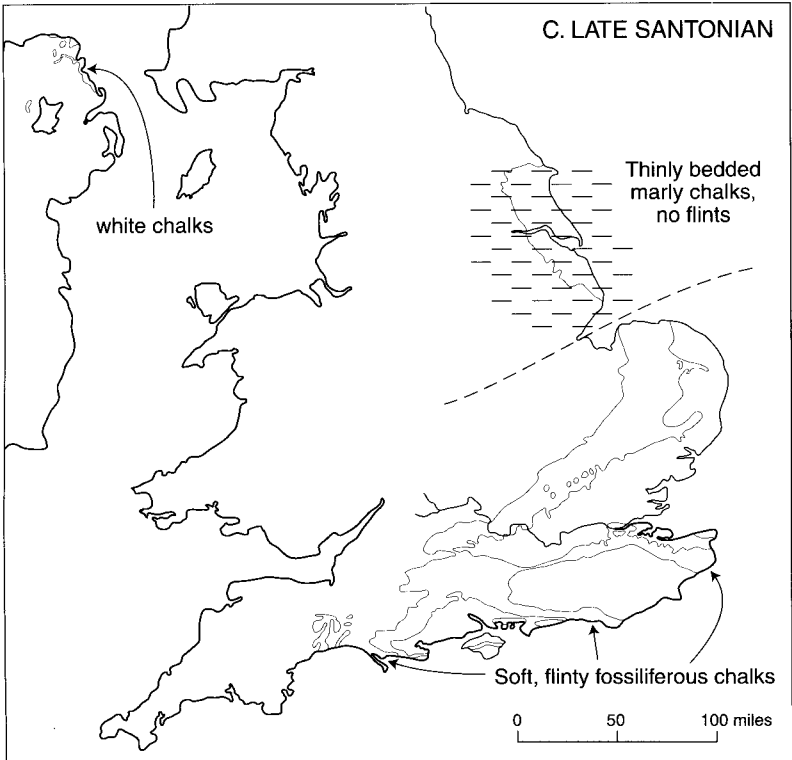 C. LATE SANTONIAN
Thinly bedded
marly chalks,
no flints
white chalks
Soft, flinty fossiliferous chalks
0 50 100 miles